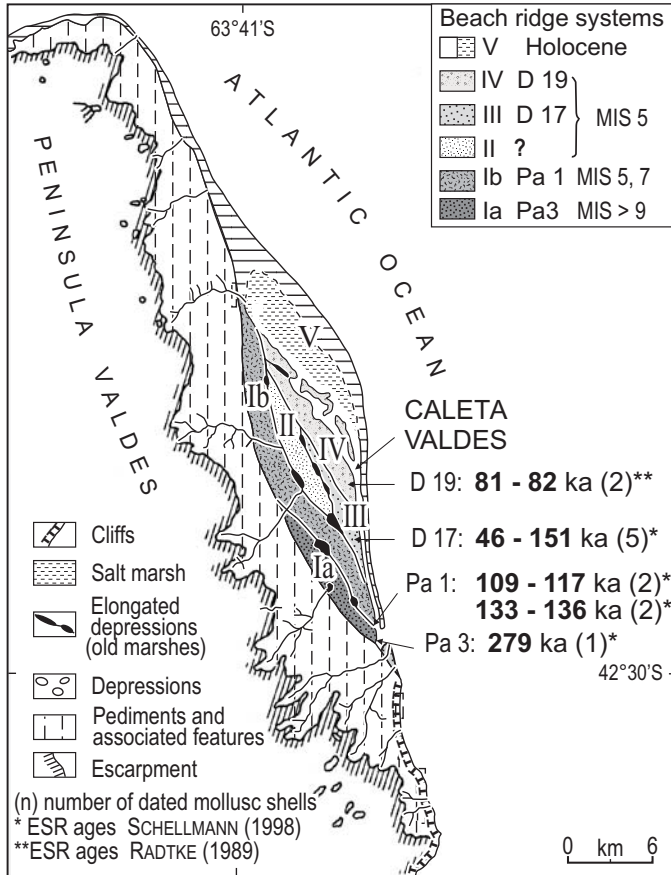 63°41'S
ATLANTIC OCEAN
PENINSULA VALDES
Beach ridge systems
V Holocene
IV D 19
III D 17
MIS 5
II ?
Ib Pa 1 MIS 5, 7
Ia Pa3 MIS > 9
V
Ib
II
IV
III
Ia
CALETA
VALDES
D 19: 81 - 82 ka (2)**
D 17: 46 - 151 ka (5)*
Pa 1: 109 - 117 ka (2)*
133 - 136 ka (2)*
Pa 3: 279 ka (1)*
42°30'S
Cliffs
Salt marsh
Elongated
depressions
(old marshes)
Depressions
Pediments and
associated features
Escarpment
(n) number of dated mollusc shells
* ESR ages SCHELLMANN (1998)
**ESR ages RADTKE (1989)
0 km 6